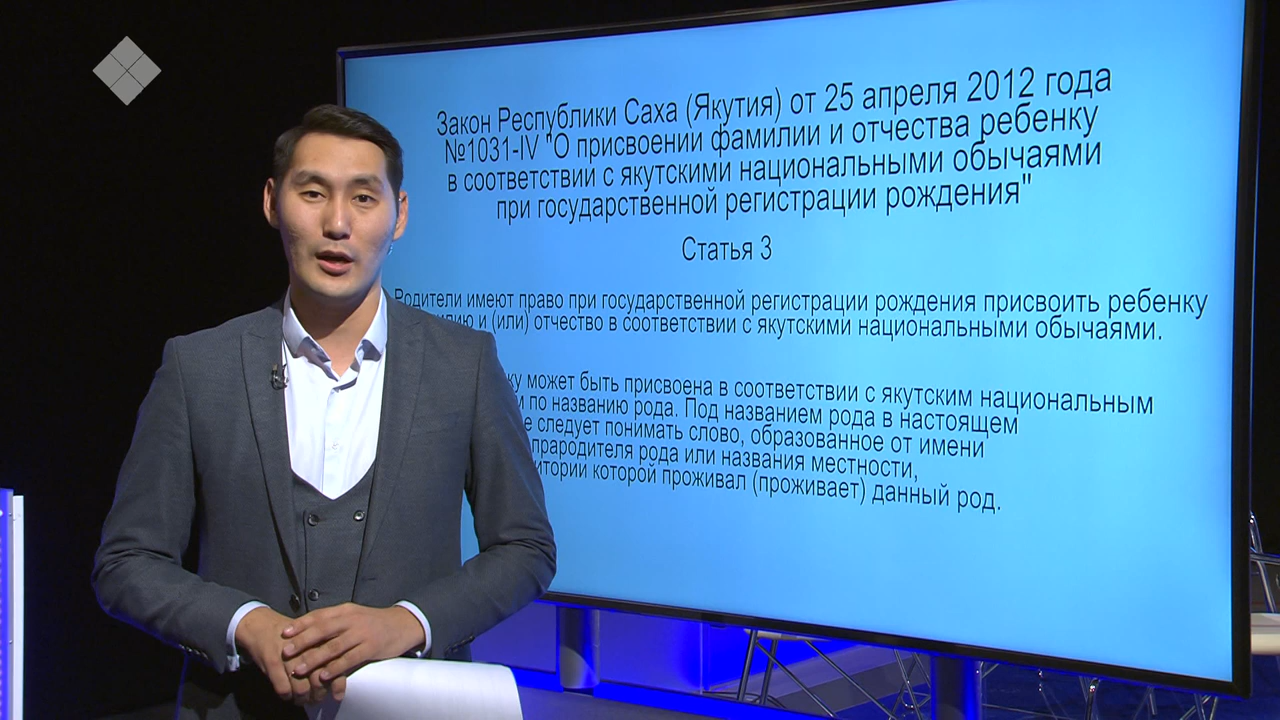 Закон Республики Саха (Якутия) от 25 апреля 2012 года
№1031-IV "О присвоении фамилии и отчества ребенку
в соответствии с якутскими национальными обычаями
при государственной регистрации рождения"
Статья 3
Родители имеют право при государственной регистрации рождения присвоить ребенку
и (или) отчество в соответствии с якутскими национальными обычаями.
может быть присвоена в соответствии с якутским национальным
по названию рода. Под названием рода в настоящем
следует понимать слово, образованное от имени
прародителя рода или названия местности,
которой проживал (проживает) данный род.